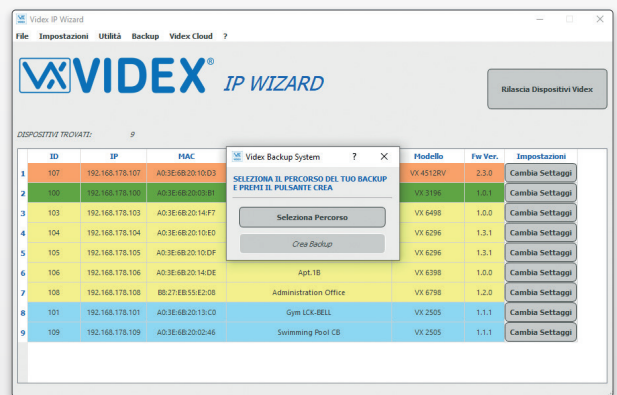 Videx IP Wizard
File Impostazioni Utilità Backup Videx Cloud ?
VIDEX® IP WIZARD
Rilascia Dispositivi Videx
DISPOSITIVI TROVATI: 9
ID IP MAC Modello Fw Ver. Impostazioni
1 107 192.168.178.107 A0:3E:6B:20:10:D3 VX 4512RV 2.3.0 Cambia Settaggi
2 100 192.168.178.100 A0:3E:6B:20:03:B1 VX 3196 1.0.1 Cambia Settaggi
3 103 192.168.178.103 A0:3E:6B:20:14:F7 VX 6498 1.0.0 Cambia Settaggi
4 104 192.168.178.104 A0:3E:6B:20:10:E0 VX 6296 1.3.1 Cambia Settaggi
5 105 192.168.178.105 A0:3E:6B:20:10:DF VX 6296 1.3.1 Cambia Settaggi
6 106 192.168.178.106 A0:3E:6B:20:14:DE Apt.1B VX 6398 1.0.0 Cambia Settaggi
7 108 192.168.178.108 B8:27:EB:55:E2:08 Administration Office VX 6798 1.2.0 Cambia Settaggi
8 101 192.168.178.101 A0:3E:6B:20:13:C0 Gym LCK-BELL VX 2505 1.1.1 Cambia Settaggi
9 109 192.168.178.109 A0:3E:6B:20:02:46 Swimming Pool CB VX 2505 1.1.1 Cambia Settaggi
Videx Backup System ?
SELEZIONA IL PERCORSO DEL TUO BACKUP
E PREMI IL PULSANTE CREA
Seleziona Percorso
Crea Backup